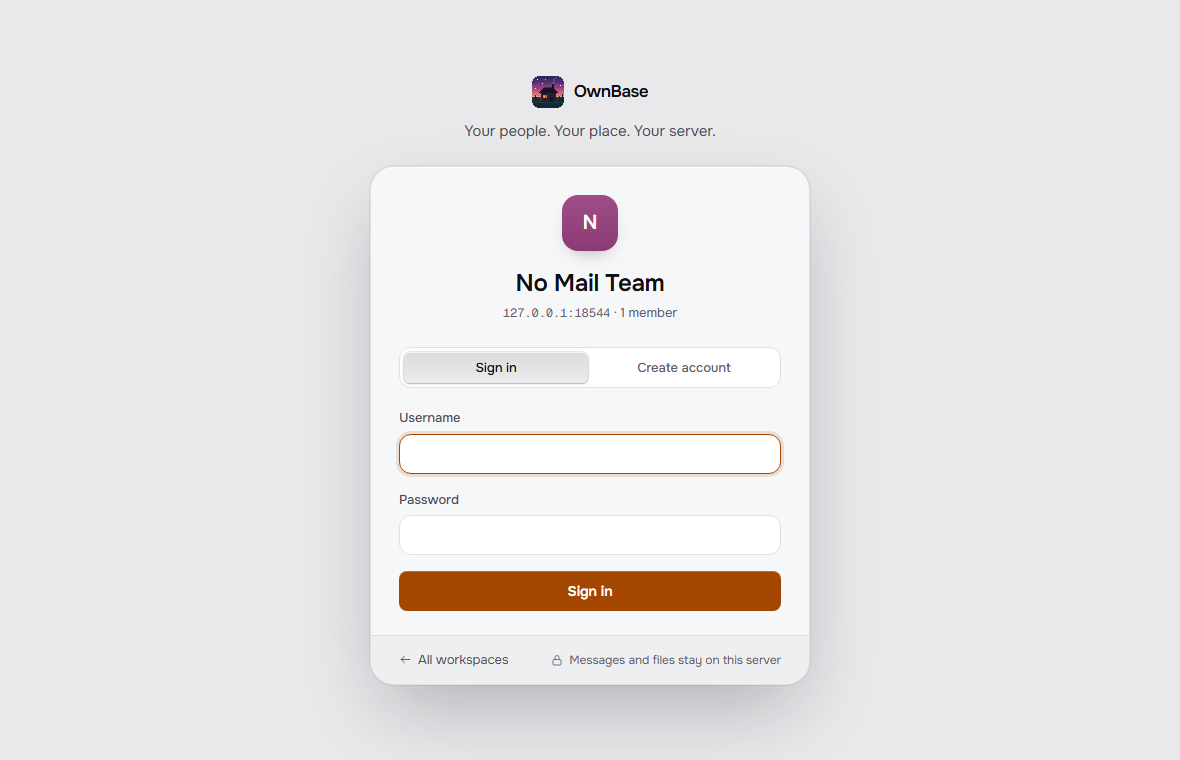 OwnBase
Your people. Your place. Your server.
N
No Mail Team
127.0.0.1:18544 · 1 member
Sign in
Create account
Username
Password
Sign in
← All workspaces
Messages and files stay on this server